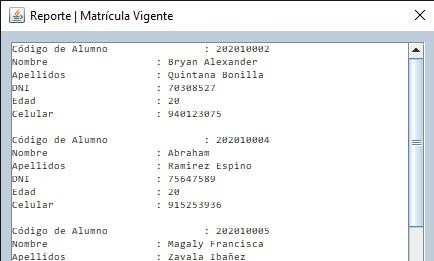 Reporte | Matrícula Vigente
Código de Alumno : 202010002
Nombre : Bryan Alexander
Apellidos : Quintana Bonilla
DNI : 70308527
Edad : 20
Celular : 940123075
Código de Alumno : 202010004
Nombre : Abraham
Apellidos : Ramirez Espino
DNI : 75647589
Edad : 20
Celular : 915253936
Código de Alumno : 202010005
Nombre : Magaly Francisca
Apellidos : Zavala Ibañez